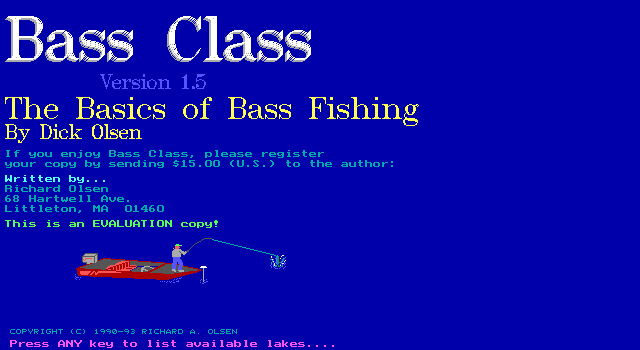 Bass Class
Version 1.5
The Basics of Bass Fishing
By Dick Olsen
If you enjoy Bass Class, please register
your copy by sending $15.00 (U.S.) to the author:
Written by...
Richard Olsen
68 Hartwell Ave.
Littleton, MA  01460
This is an EVALUATION copy!
COPYRIGHT (C) 1990-93 RICHARD A. OLSEN
Press ANY key to list available lakes....